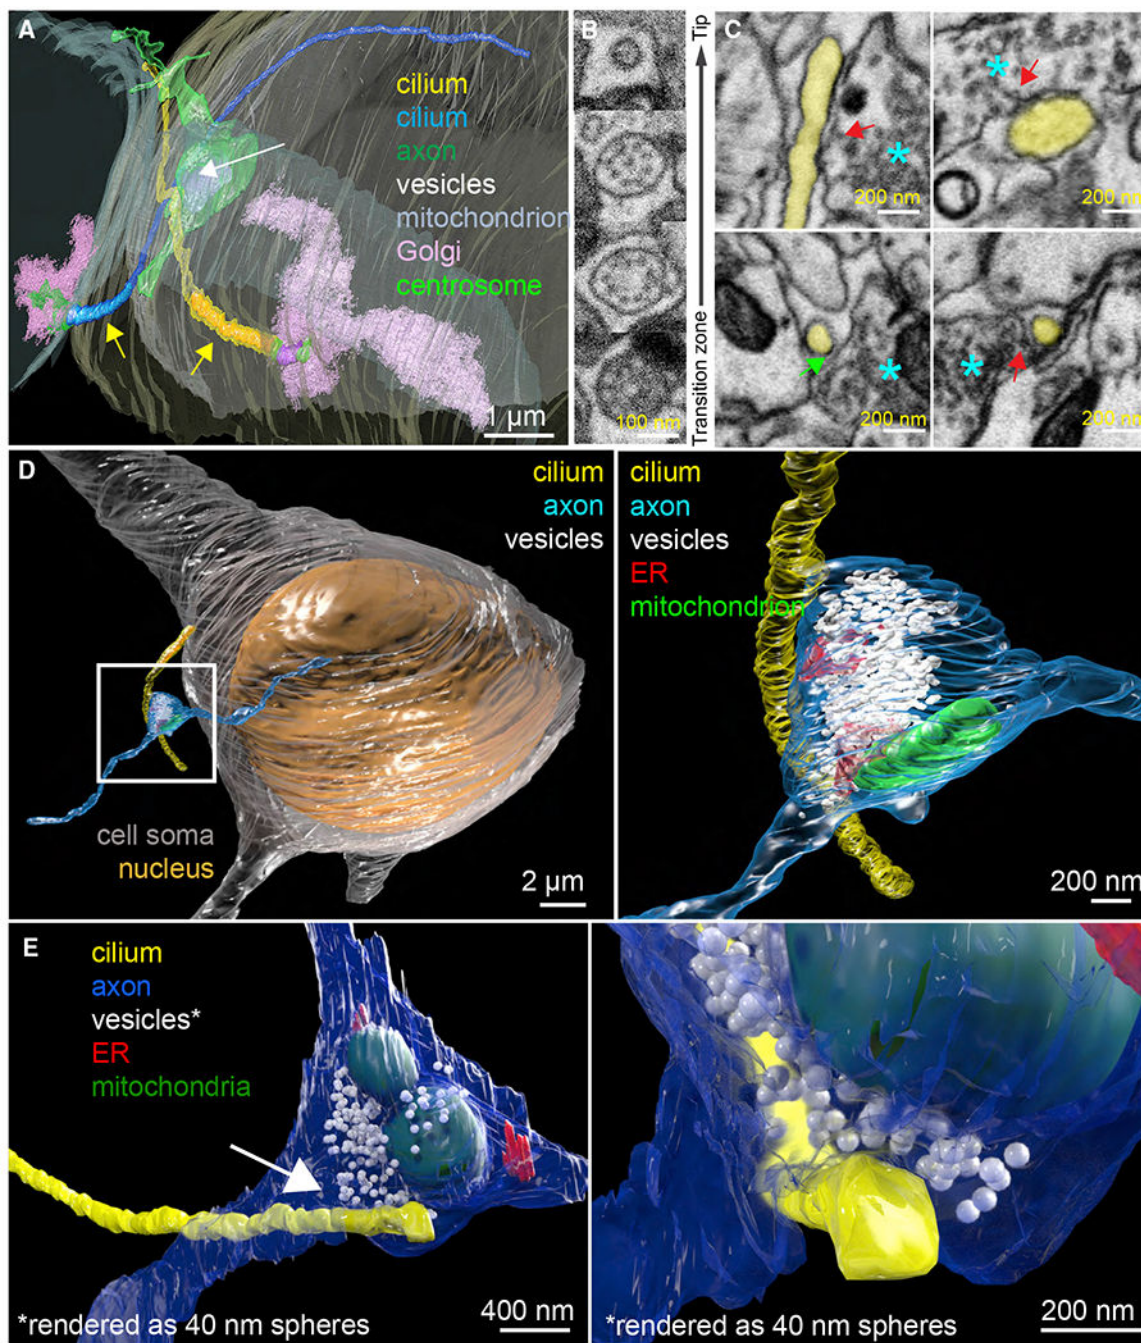 A
cilium
cilium
axon
vesicles
mitochondrion
Golgi
centrosome
1 µm
B
100 nm
Transition zone
Tip
C
*
200 nm
*
200 nm
*
200 nm
*
200 nm
D
cilium
axon
vesicles
cell soma
nucleus
2 µm
cilium
axon
vesicles
ER
mitochondrion
200 nm
E
cilium
axon
vesicles*
ER
mitochondria
*rendered as 40 nm spheres
400 nm
*rendered as 40 nm spheres
200 nm